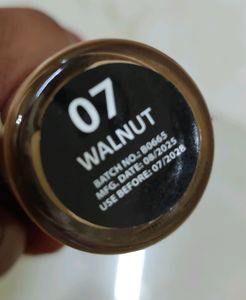 07
WALNUT
BATCH NO.: B0665
MFG. DATE: 08/2025
USE BEFORE: 07/2028